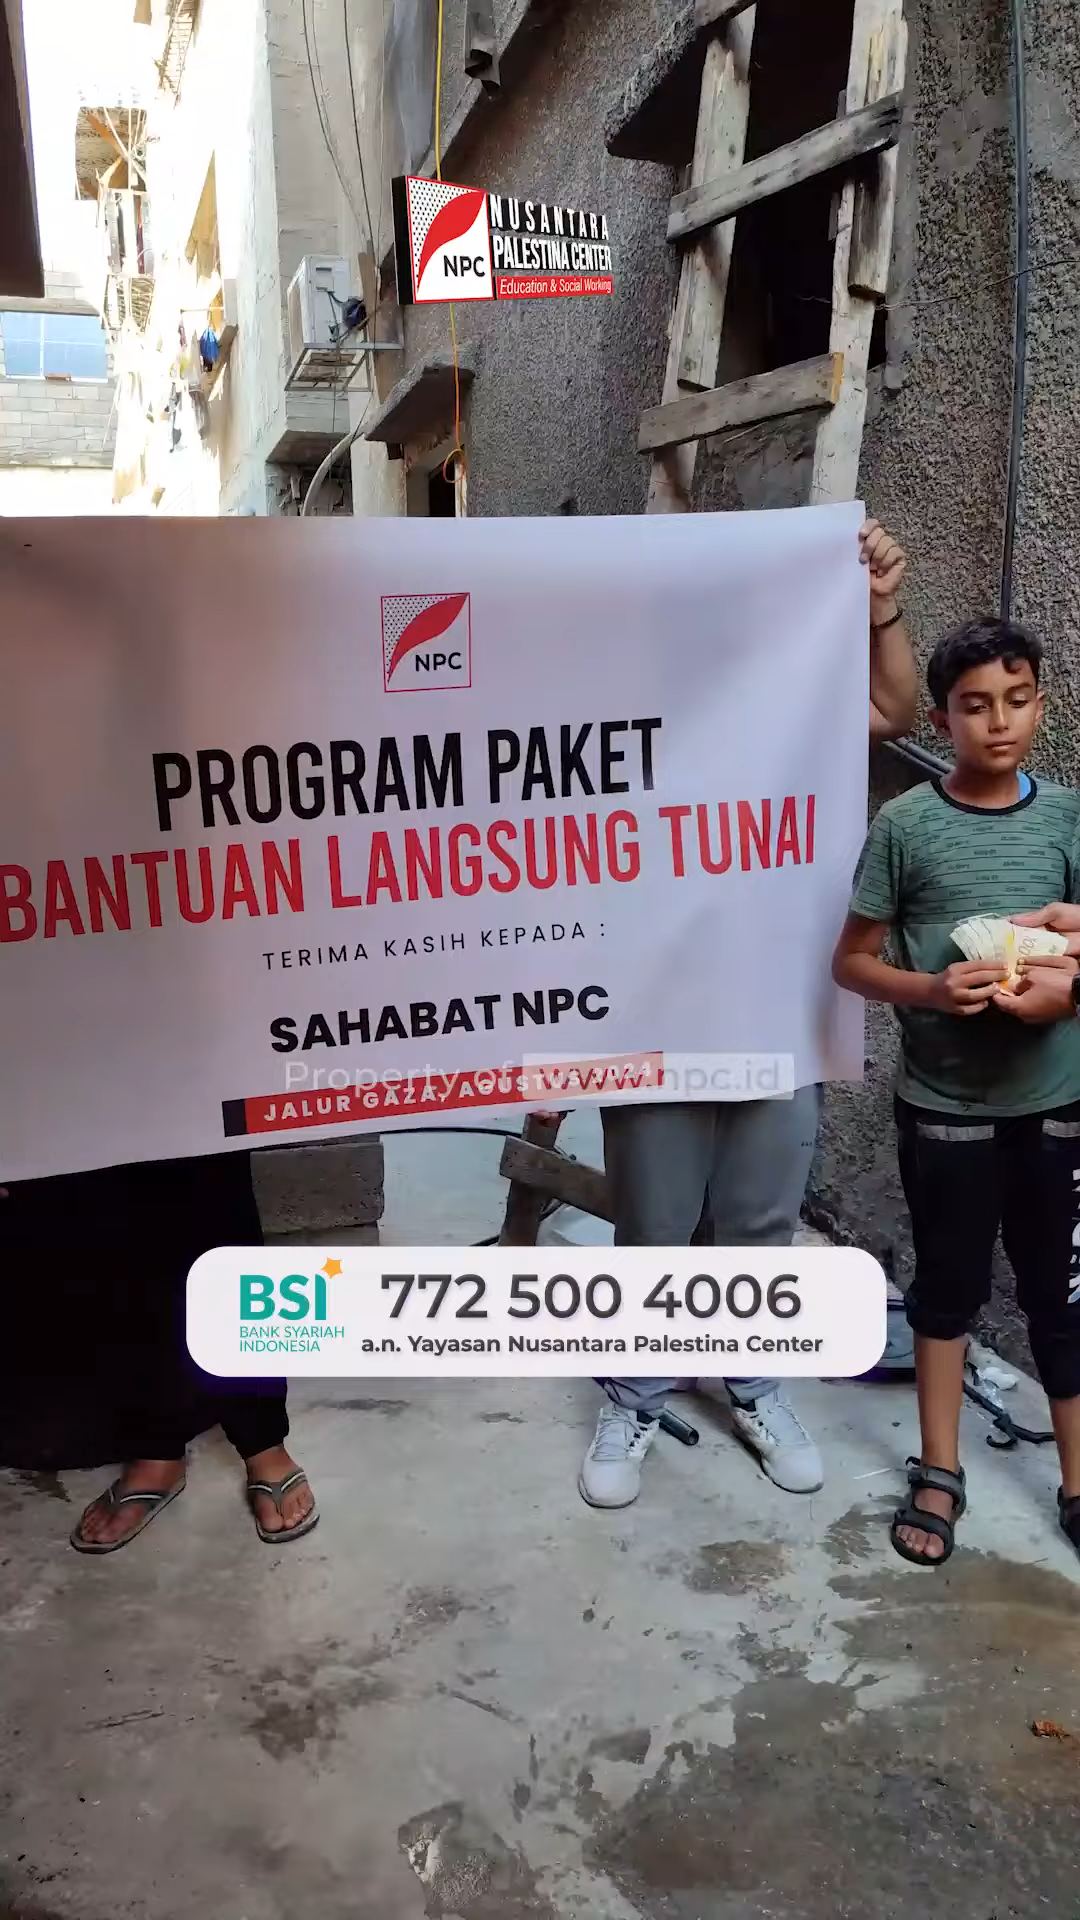 NPC
NUSANTARA
PALESTINA CENTER
Education & Social Working
NPC
PROGRAM PAKET
BANTUAN LANGSUNG TUNAI
TERIMA KASIH KEPADA :
SAHABAT NPC
Property of www.npc.id
JALUR GAZA, AGUSTUS 2024
BSI
BANK SYARIAH
INDONESIA
772 500 4006
a.n. Yayasan Nusantara Palestina Center